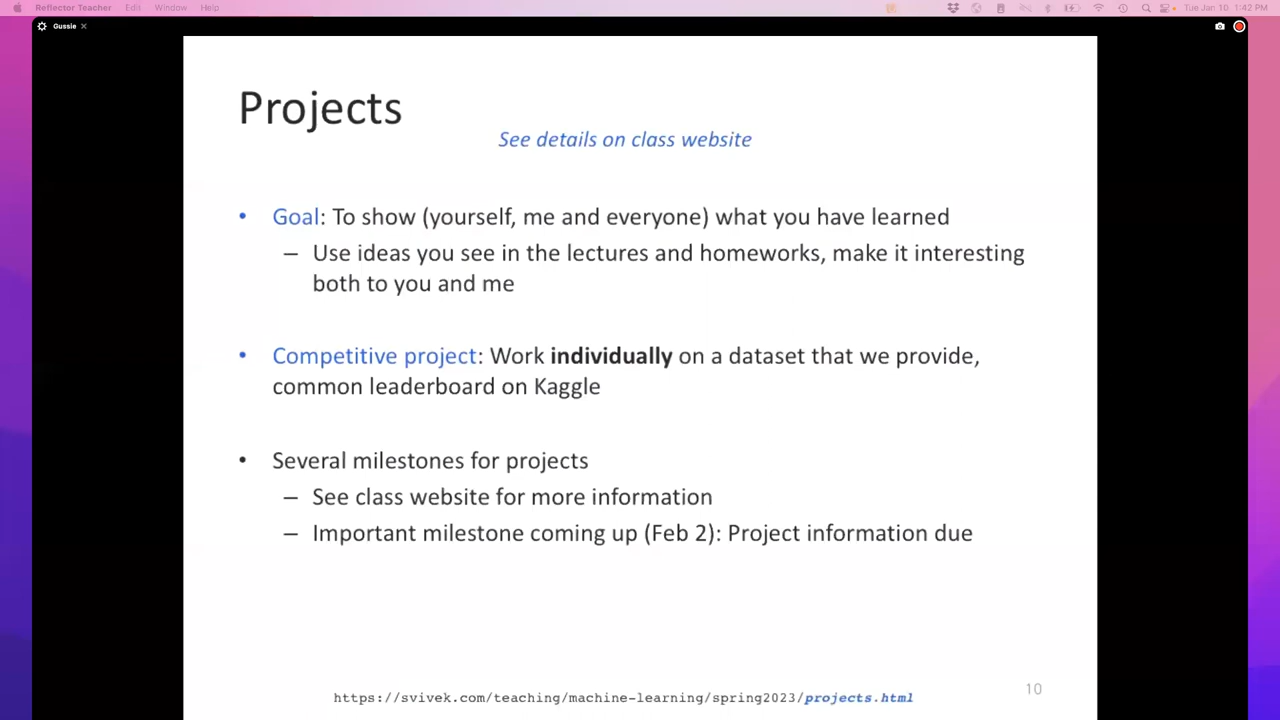 Reflector Teacher Edit Window Help
Tue Jan 10 1:42 PM
Gussie
Projects
See details on class website
• Goal: To show (yourself, me and everyone) what you have learned
– Use ideas you see in the lectures and homeworks, make it interesting
both to you and me
• Competitive project: Work individually on a dataset that we provide,
common leaderboard on Kaggle
• Several milestones for projects
– See class website for more information
– Important milestone coming up (Feb 2): Project information due
10
https://svivek.com/teaching/machine-learning/spring2023/projects.html